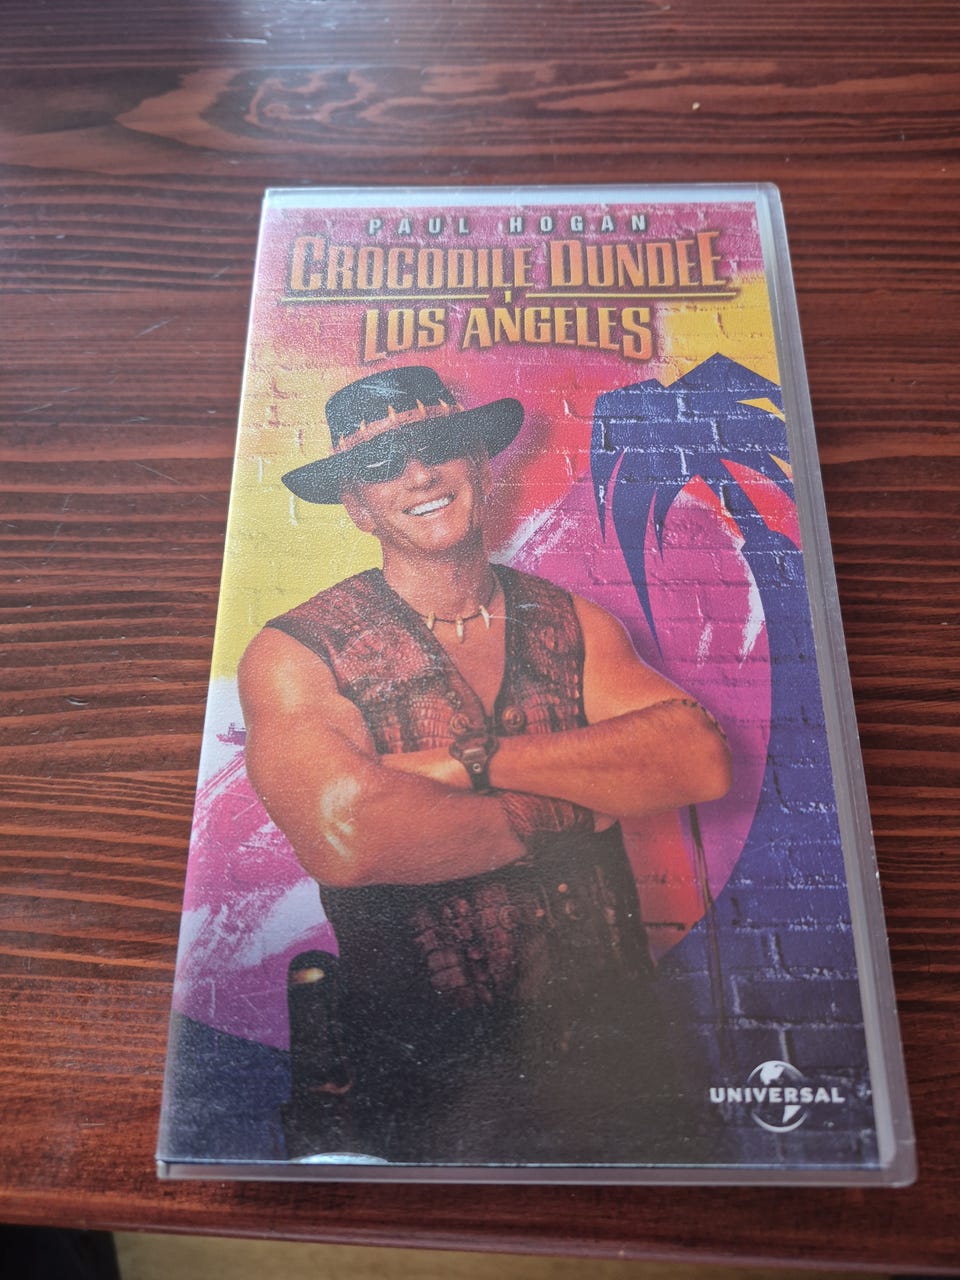 PAUL HOGAN
CROCODILE DUNDEE
I
LOS ANGELES
UNIVERSAL